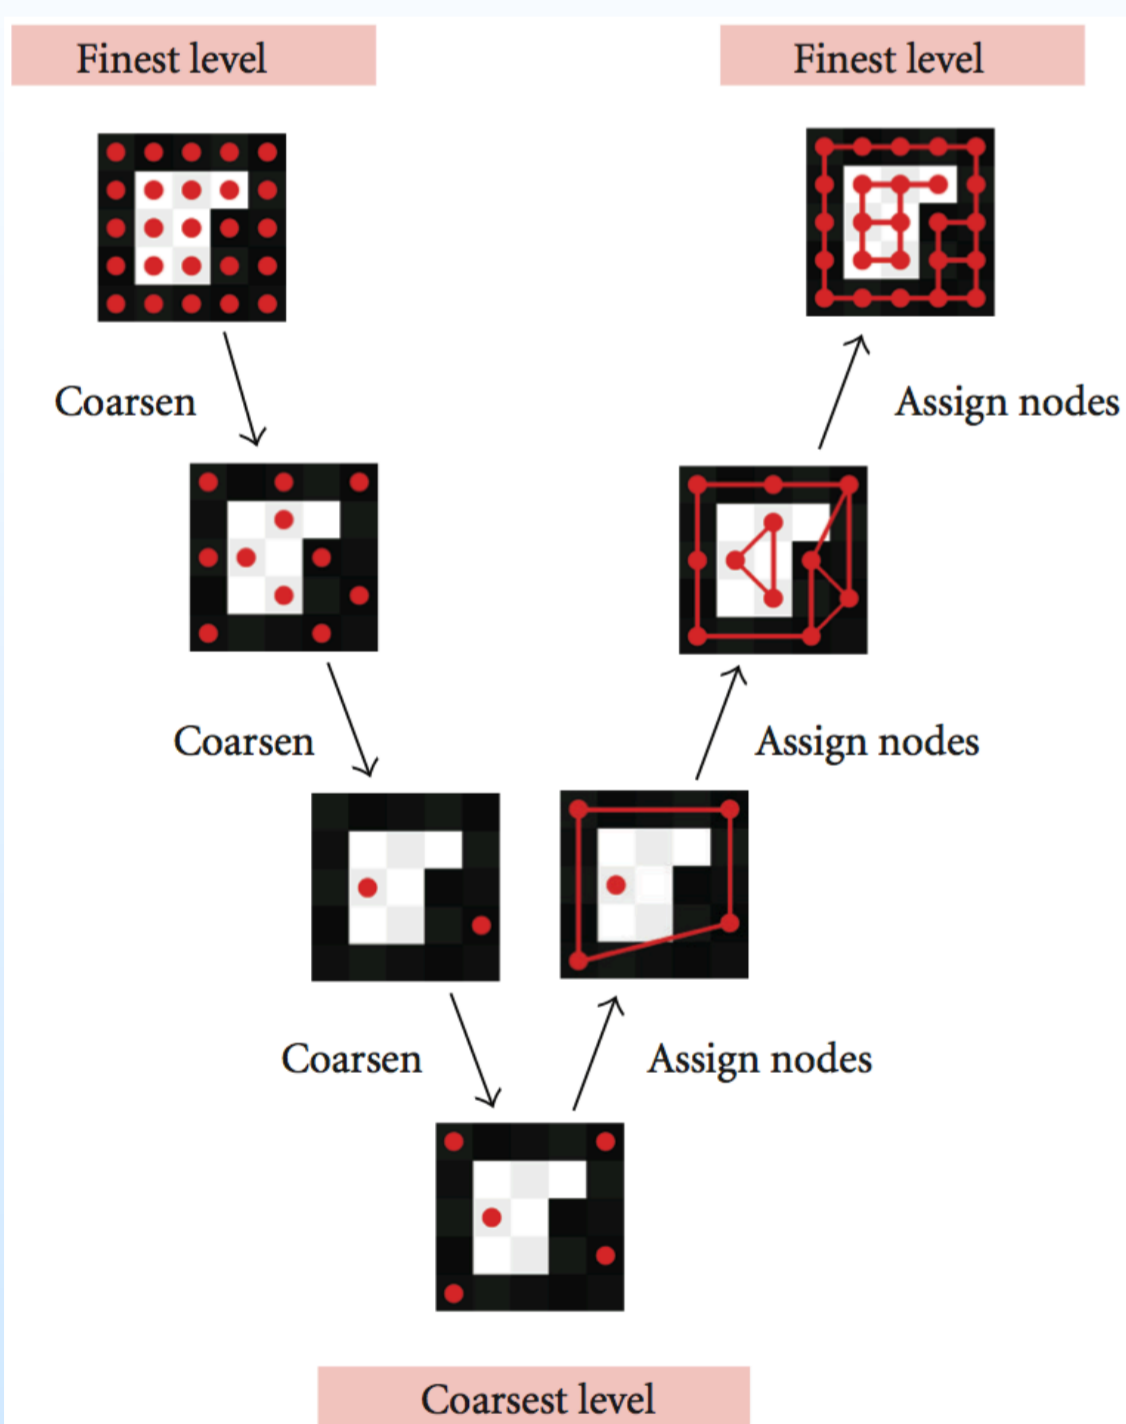 Finest level
Finest level
Coarsen
Assign nodes
Coarsen
Assign nodes
Coarsen
Assign nodes
Coarsest level